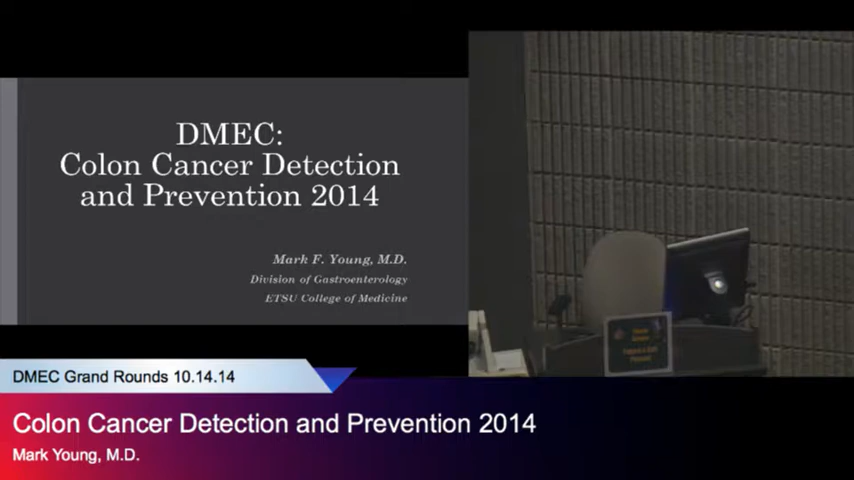 DMEC:
Colon Cancer Detection
and Prevention 2014
Mark F. Young, M.D.
Division of Gastroenterology
ETSU College of Medicine
DMEC Grand Rounds 10.14.14
Colon Cancer Detection and Prevention 2014
Mark Young, M.D.